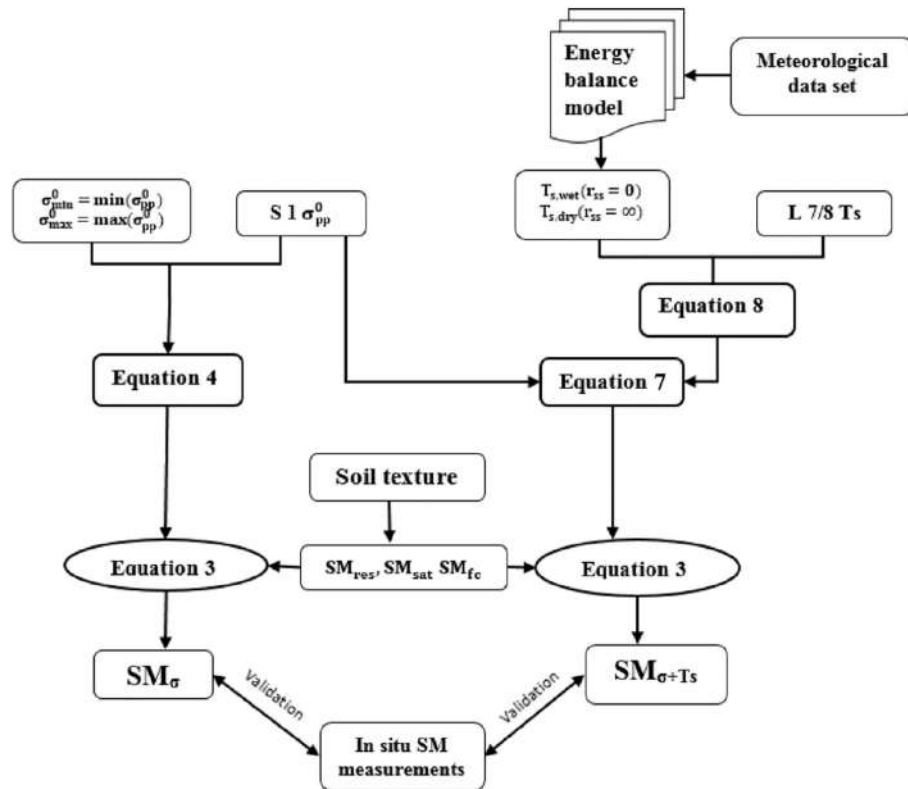 Energy
balance
model
Meteorological
data set
σ⁰min = min(σ⁰pp)
σ⁰max = max(σ⁰pp)
S 1 σ⁰pp
Ts,wet(rss = 0)
Ts,dry(rss = ∞)
L 7/8 Ts
Equation 8
Equation 4
Equation 7
Soil texture
Equation 3
SMres, SMsat SMfc
Equation 3
SMσ
SMσ+Ts
Validation
Validation
In situ SM
measurements